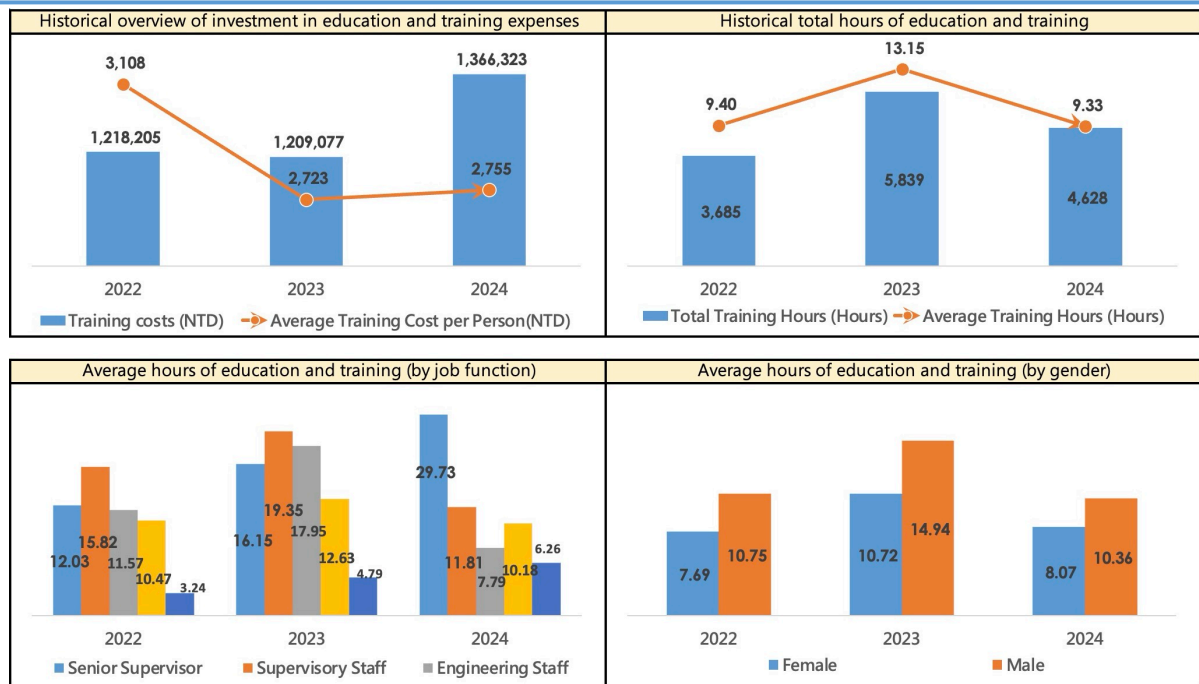 Historical overview of investment in education and training expenses
3,108
1,218,205
1,209,077
2,723
1,366,323
2,755
2022 2023 2024
Training costs (NTD) Average Training Cost per Person(NTD)
Historical total hours of education and training
9.40
13.15
9.33
3,685
5,839
4,628
2022 2023 2024
Total Training Hours (Hours) Average Training Hours (Hours)
Average hours of education and training (by job function)
12.03
15.82
11.57
10.47
3.24
16.15
19.35
17.95
12.63
4.79
29.73
11.81
7.79
10.18
6.26
2022 2023 2024
Senior Supervisor Supervisory Staff Engineering Staff
Average hours of education and training (by gender)
7.69
10.75
10.72
14.94
8.07
10.36
2022 2023 2024
Female Male